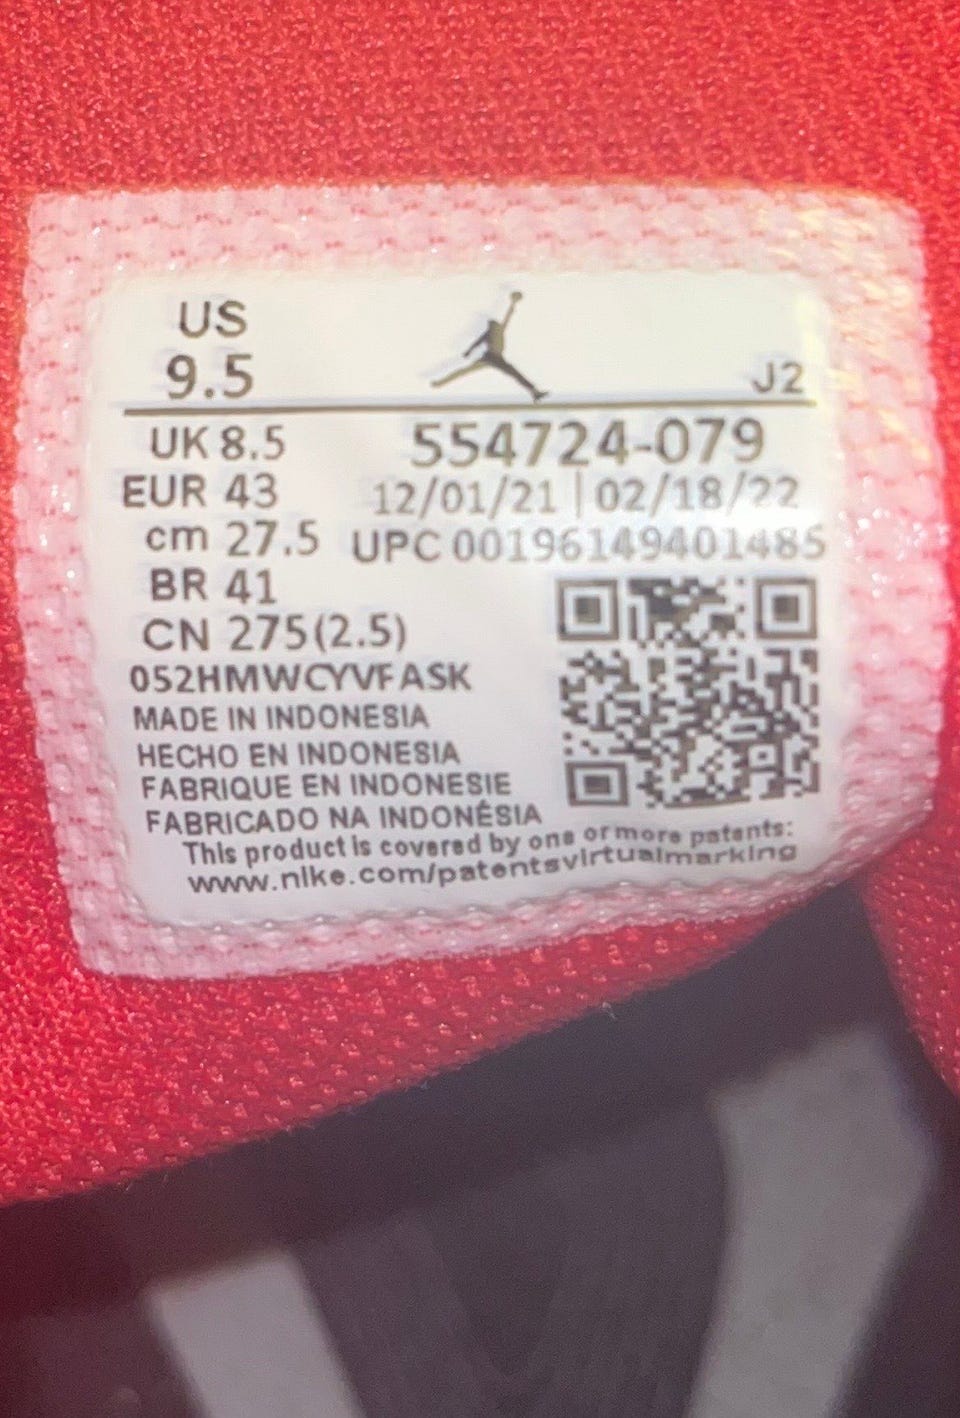 US
9.5
J2
UK 8.5
554724-079
EUR 43
12/01/21 | 02/18/22
cm 27.5
UPC 00196149401485
BR 41
CN 275(2.5)
052HMWCYVFASK
MADE IN INDONESIA
HECHO EN INDONESIA
FABRIQUE EN INDONESIE
FABRICADO NA INDONÉSIA
This product is covered by one or more patents:
www.nike.com/patentsvirtualmarking